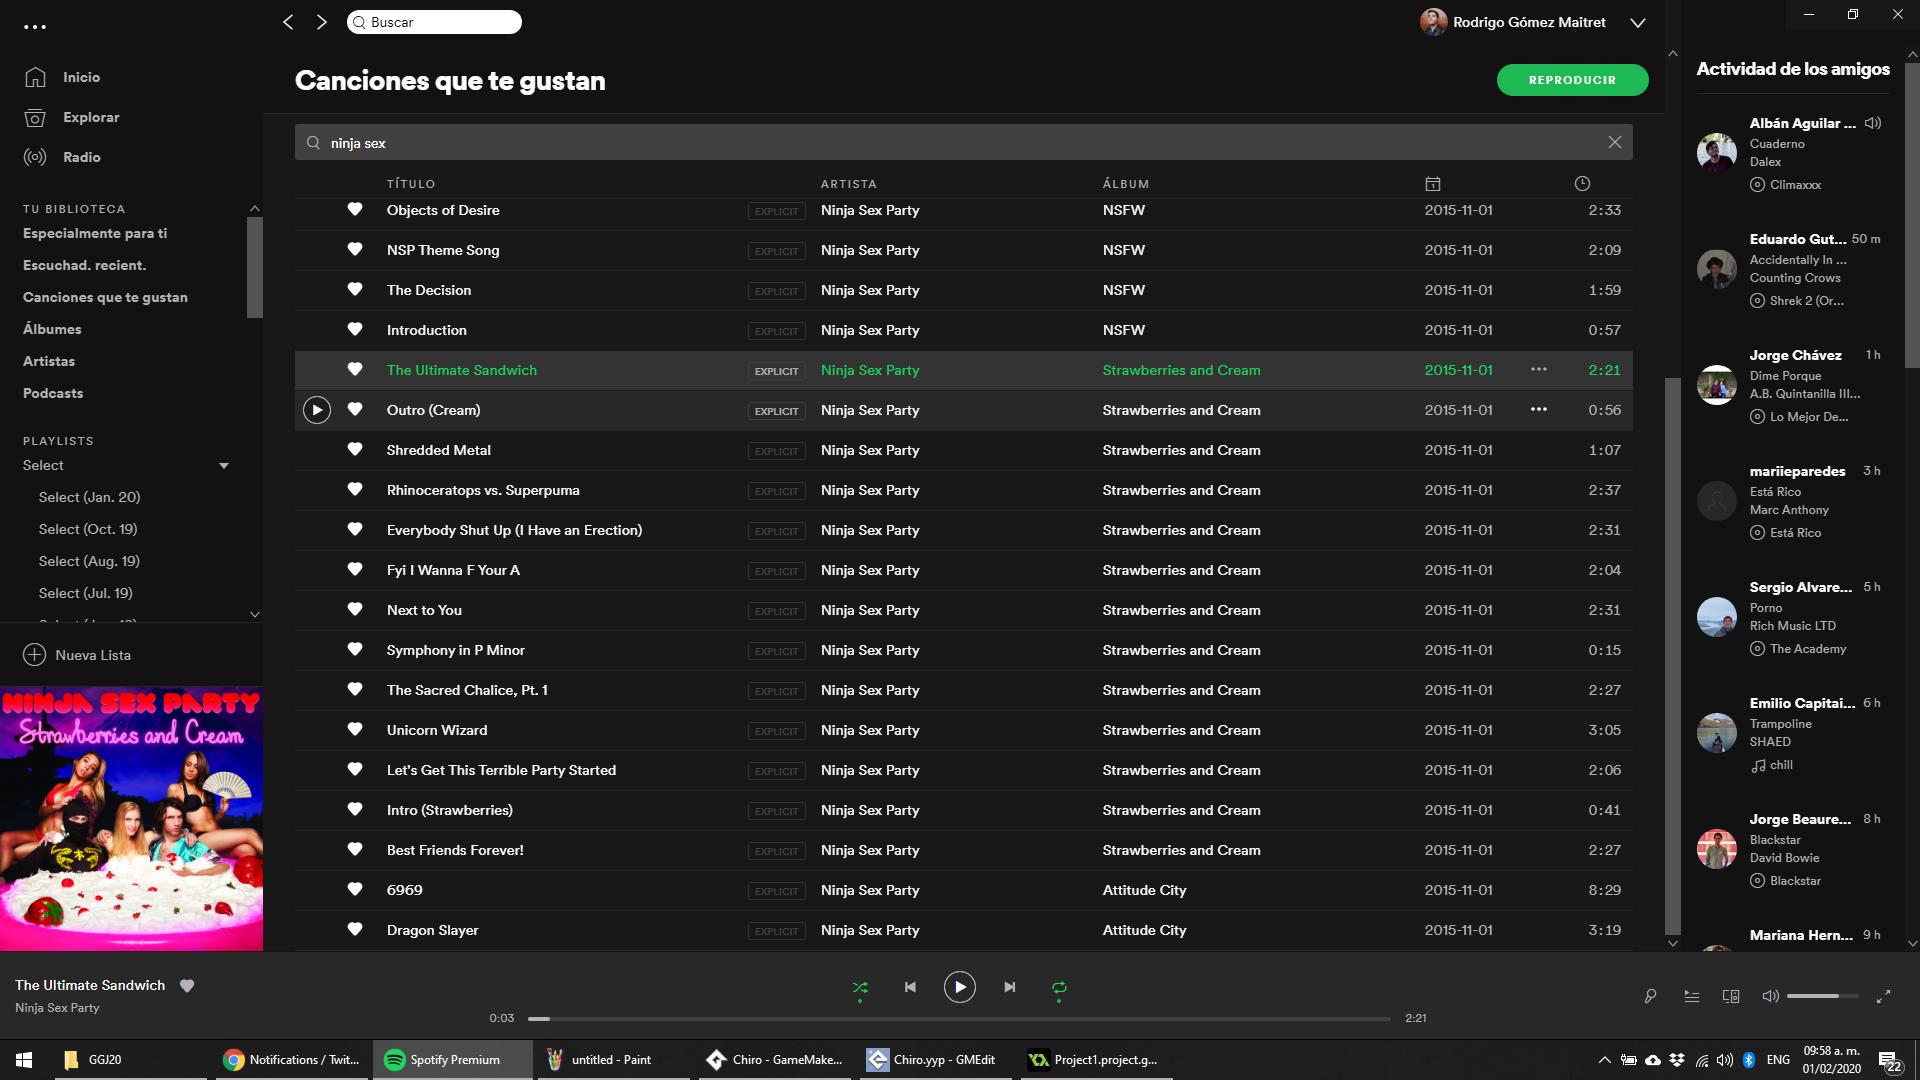 Buscar
Rodrigo Gómez Maitret
Inicio
Explorar
Radio
TU BIBLIOTECA
Especialmente para ti
Escuchad. recient.
Canciones que te gustan
Álbumes
Artistas
Podcasts
PLAYLISTS
Select
Select (Jan. 20)
Select (Oct. 19)
Select (Aug. 19)
Select (Jul. 19)
Nueva Lista
NINJA SEX PARTY
Strawberries and Cream
Canciones que te gustan
REPRODUCIR
ninja sex
TÍTULO ARTISTA ÁLBUM
Objects of Desire EXPLICIT Ninja Sex Party NSFW 2015-11-01 2:33
NSP Theme Song EXPLICIT Ninja Sex Party NSFW 2015-11-01 2:09
The Decision EXPLICIT Ninja Sex Party NSFW 2015-11-01 1:59
Introduction EXPLICIT Ninja Sex Party NSFW 2015-11-01 0:57
The Ultimate Sandwich EXPLICIT Ninja Sex Party Strawberries and Cream 2015-11-01 ••• 2:21
Outro (Cream) EXPLICIT Ninja Sex Party Strawberries and Cream 2015-11-01 ••• 0:56
Shredded Metal EXPLICIT Ninja Sex Party Strawberries and Cream 2015-11-01 1:07
Rhinoceratops vs. Superpuma EXPLICIT Ninja Sex Party Strawberries and Cream 2015-11-01 2:37
Everybody Shut Up (I Have an Erection) EXPLICIT Ninja Sex Party Strawberries and Cream 2015-11-01 2:31
Fyi I Wanna F Your A EXPLICIT Ninja Sex Party Strawberries and Cream 2015-11-01 2:04
Next to You EXPLICIT Ninja Sex Party Strawberries and Cream 2015-11-01 2:31
Symphony in P Minor EXPLICIT Ninja Sex Party Strawberries and Cream 2015-11-01 0:15
The Sacred Chalice, Pt. 1 EXPLICIT Ninja Sex Party Strawberries and Cream 2015-11-01 2:27
Unicorn Wizard EXPLICIT Ninja Sex Party Strawberries and Cream 2015-11-01 3:05
Let's Get This Terrible Party Started EXPLICIT Ninja Sex Party Strawberries and Cream 2015-11-01 2:06
Intro (Strawberries) EXPLICIT Ninja Sex Party Strawberries and Cream 2015-11-01 0:41
Best Friends Forever! EXPLICIT Ninja Sex Party Strawberries and Cream 2015-11-01 2:27
6969 EXPLICIT Ninja Sex Party Attitude City 2015-11-01 8:29
Dragon Slayer EXPLICIT Ninja Sex Party Attitude City 2015-11-01 3:19
Actividad de los amigos
Albán Aguilar ...
Cuaderno
Dalex
Climaxxx
Eduardo Gut... 50 m
Accidentally In ...
Counting Crows
Shrek 2 (Or...
Jorge Chávez 1 h
Dime Porque
A.B. Quintanilla III...
Lo Mejor De...
mariieparedes 3 h
Está Rico
Marc Anthony
Está Rico
Sergio Alvare... 5 h
Porno
Rich Music LTD
The Academy
Emilio Capitai... 6 h
Trampoline
SHAED
chill
Jorge Beaure... 8 h
Blackstar
David Bowie
Blackstar
Mariana Hern... 9 h
The Ultimate Sandwich
Ninja Sex Party
0:03 2:21
GGJ20 Notifications / Twit... Spotify Premium untitled - Paint Chiro - GameMake... Chiro.yyp - GMEdit Project1.project.g... ENG 09:58 a. m.
01/02/2020 22